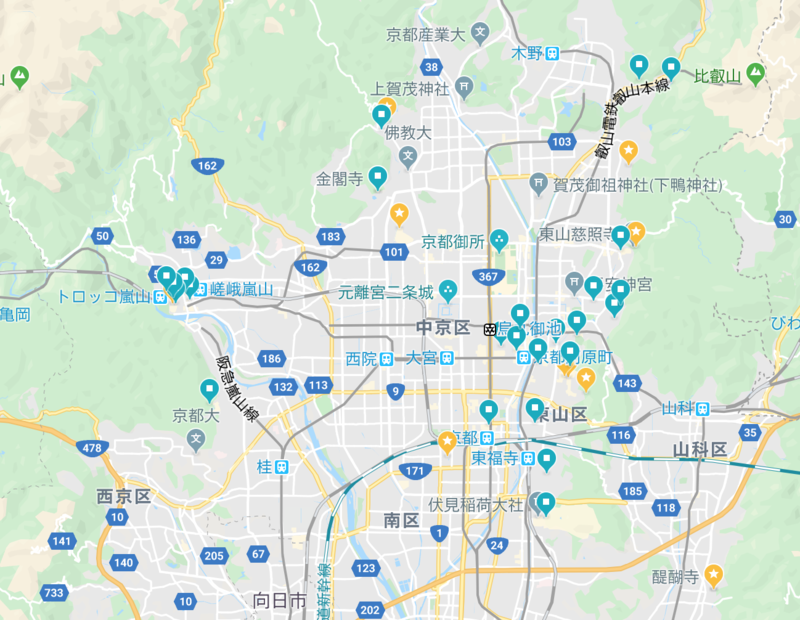 京都産業大
木野
38
比叡山
上賀茂神社
叡山電鉄叡山本線
佛教大
103
162
金閣寺
賀茂御祖神社(下鴨神社)
30
50
136
183
京都御所
東山慈照寺
29
101
162
367
トロッコ嵐山
嵯峨嵐山
元離宮二条城
安神宮
亀岡
中京区
烏丸御池
びわ
186
西院
大宮
京都河原町
阪急嵐山線
132
113
9
143
京都大
東山区
山科
478
京都
116
35
桂
171
東福寺
山科区
西京区
185
10
伏見稲荷大社
118
南区
141
1
24
140
205
67
醍醐寺
733
123
道新幹線
10
向日市
202